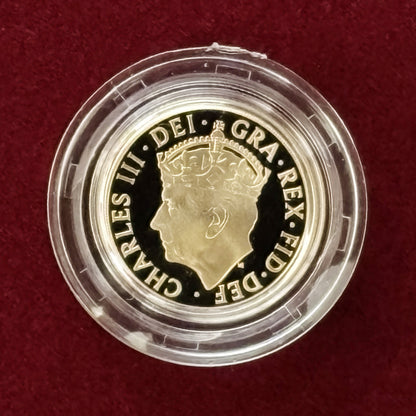 · CHARLES III · DEI · GRA · REX · FID · DEF ·